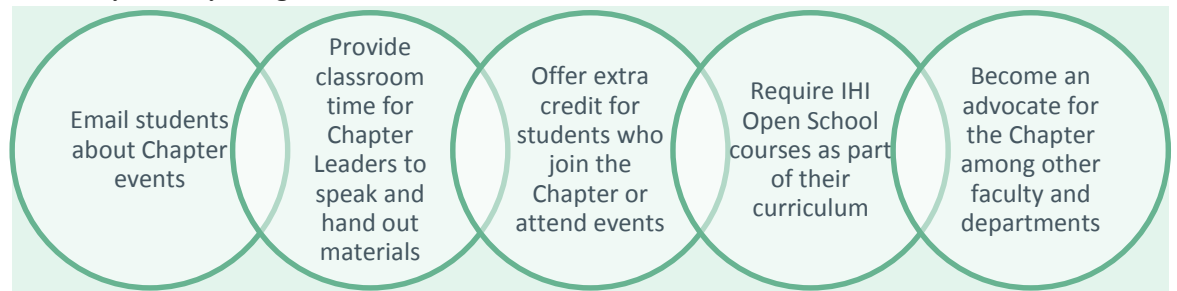 Email students
about Chapter
events
Provide
classroom
time for
Chapter
Leaders to
speak and
hand out
materials
Offer extra
credit for
students who
join the
Chapter or
attend events
Require IHI
Open School
courses as part
of their
curriculum
Become an
advocate for
the Chapter
among other
faculty and
departments